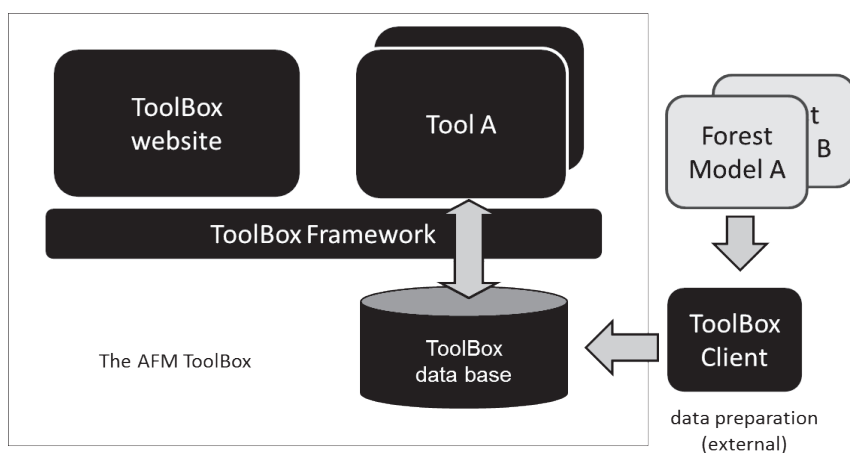 ToolBox
website
Tool A
t
B
Forest
Model A
ToolBox Framework
ToolBox
data base
ToolBox
Client
The AFM ToolBox
data preparation
(external)